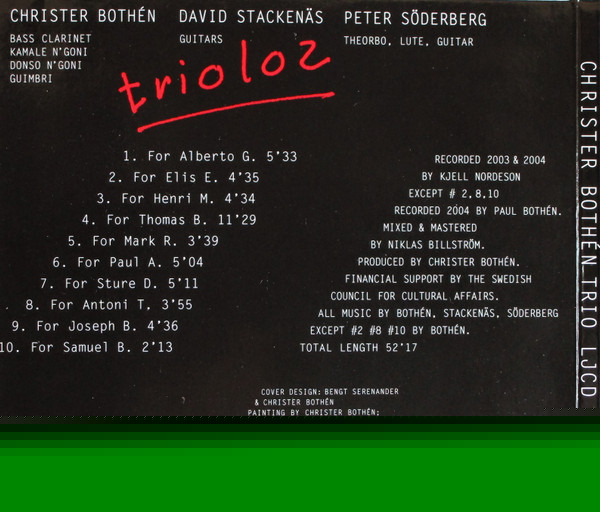 CHRISTER BOTHÉN
BASS CLARINET
KAMALE N'GONI
DONSO N'GONI
GUIMBRI
DAVID STACKENÄS
GUITARS
PETER SÖDERBERG
THEORBO, LUTE, GUITAR
trioloz
1. For Alberto G. 5'33
2. For Elis E. 4'35
3. For Henri M. 4'34
4. For Thomas B. 11'29
5. For Mark R. 3'39
6. For Paul A. 5'04
7. For Sture D. 5'11
8. For Antoni T. 3'55
9. For Joseph B. 4'36
10. For Samuel B. 2'13
RECORDED 2003 & 2004
BY KJELL NORDESON
EXCEPT # 2,8,10
RECORDED 2004 BY PAUL BOTHÉN.
MIXED & MASTERED
BY NIKLAS BILLSTRÖM.
PRODUCED BY CHRISTER BOTHÉN.
FINANCIAL SUPPORT BY THE SWEDISH
COUNCIL FOR CULTURAL AFFAIRS.
ALL MUSIC BY BOTHÉN, STACKENÄS, SÖDERBERG
EXCEPT #2 #8 #10 BY BOTHÉN.
TOTAL LENGTH 52'17
COVER DESIGN: BENGT SERENANDER
& CHRISTER BOTHÉN
PAINTING BY CHRISTER BOTHÉN;
CHRISTER BOTHÉN TRIO LJCD